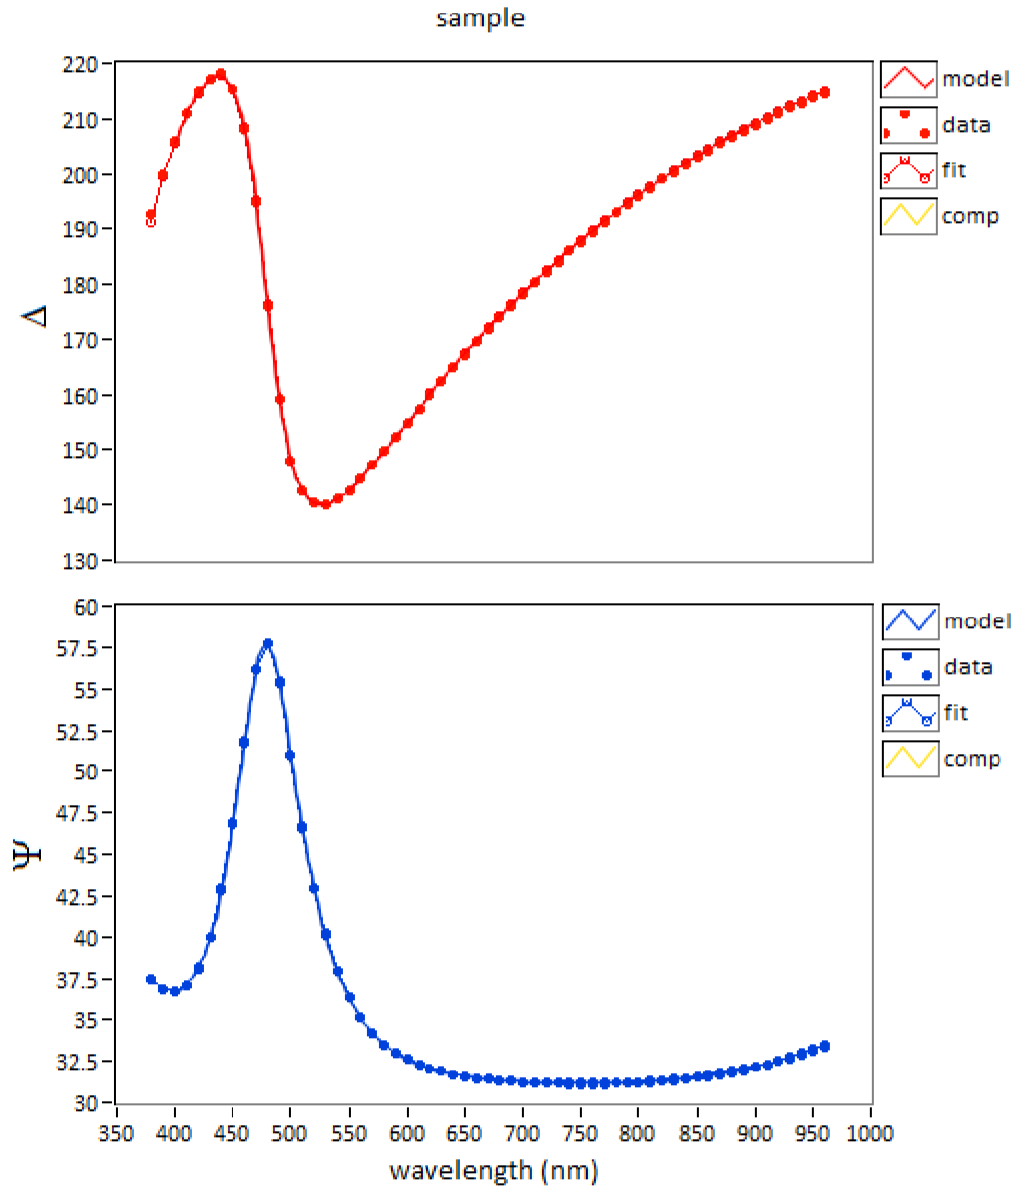 sample
220
210
200
190
180
170
160
150
140
130
Δ
model
data
fit
comp
60
57.5
55
52.5
50
47.5
45
42.5
40
37.5
35
32.5
30
Ψ
model
data
fit
comp
350 400 450 500 550 600 650 700 750 800 850 900 950 1000
wavelength (nm)